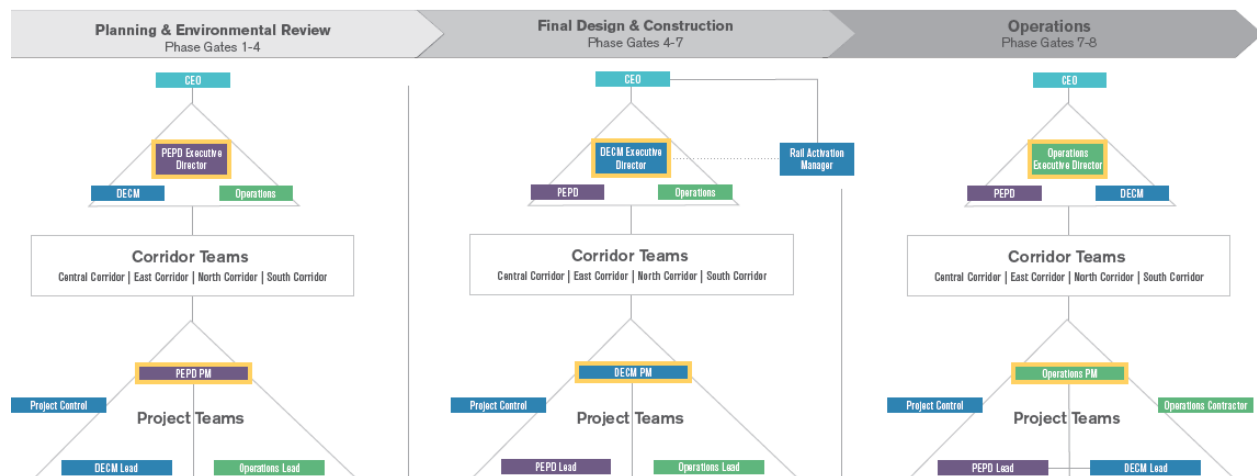 Planning & Environmental Review
Phase Gates 1-4
Final Design & Construction
Phase Gates 4-7
Operations
Phase Gates 7-8
CEO
PEPD Executive
Director
DECM
Operations
Corridor Teams
Central Corridor | East Corridor | North Corridor | South Corridor
PEPD PM
Project Control
Project Teams
DECM Lead
Operations Lead
CEO
DECM Executive
Director
Rail Activation
Manager
PEPD
Operations
Corridor Teams
Central Corridor | East Corridor | North Corridor | South Corridor
DECM PM
Project Control
Project Teams
PEPD Lead
Operations Lead
CEO
Operations
Executive Director
PEPD
DECM
Corridor Teams
Central Corridor | East Corridor | North Corridor | South Corridor
Operations PM
Project Control
Operations Contractor
Project Teams
PEPD Lead
DECM Lead